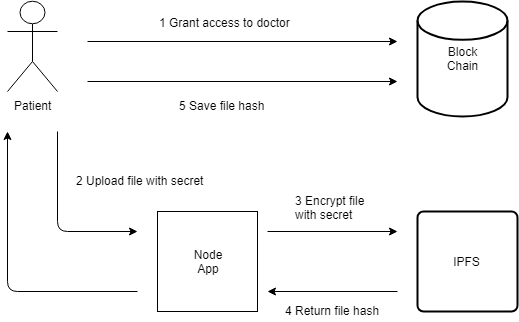 1 Grant access to doctor
Block
Chain
Patient
5 Save file hash
2 Upload file with secret
3 Encrypt file
with secret
Node
App
IPFS
4 Return file hash